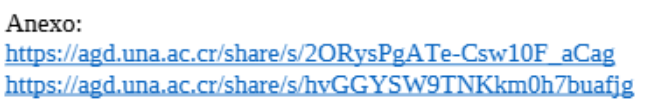 Anexo:
https://agd.una.ac.cr/share/s/2ORysPgATe-Csw10F_aCag
https://agd.una.ac.cr/share/s/hvGGYSW9TNKkm0h7buafjg